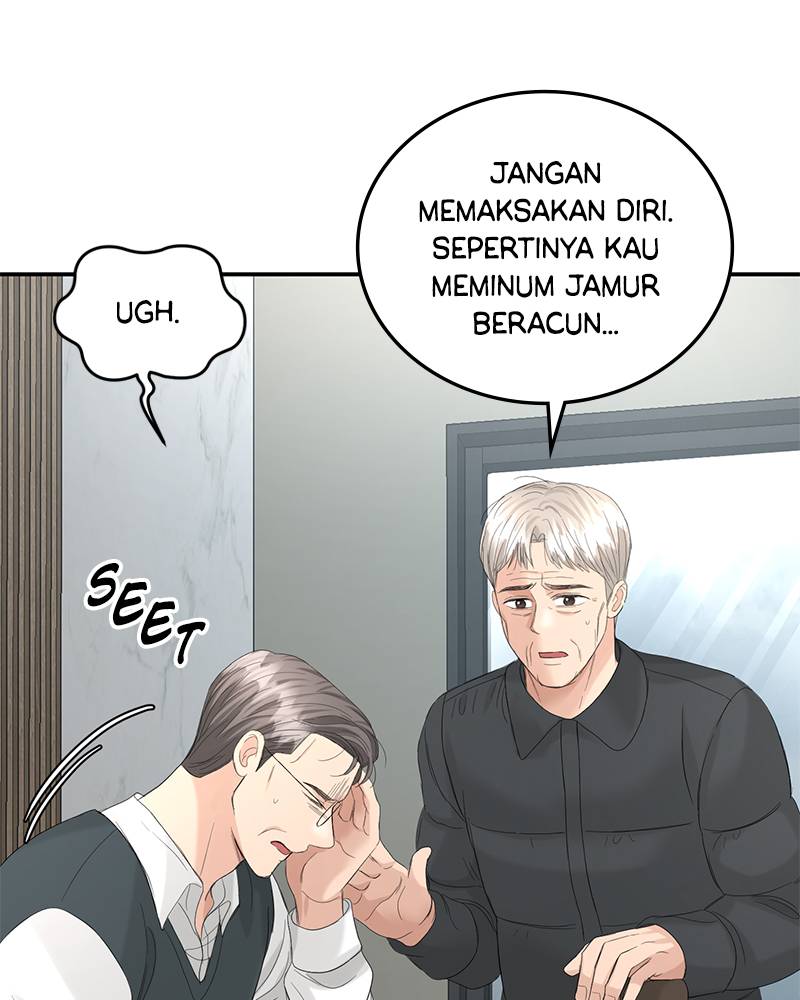 JANGAN
MEMAKSAKAN DIRI.
SEPERTINYA KAU
MEMINUM JAMUR
BERACUN...
UGH.
SEET